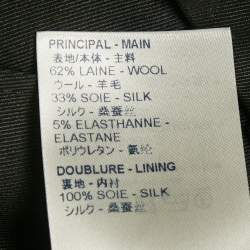 PRINCIPAL - MAIN
表地/本体 - 主料
62% LAINE - WOOL
ウール - 羊毛
33% SOIE - SILK
シルク - 桑蚕丝
5% ELASTHANNE -
ELASTANE
ポリウレタン - 氨纶
DOUBLURE - LINING
裏地 - 内衬
100% SOIE - SILK
シルク - 桑蚕丝